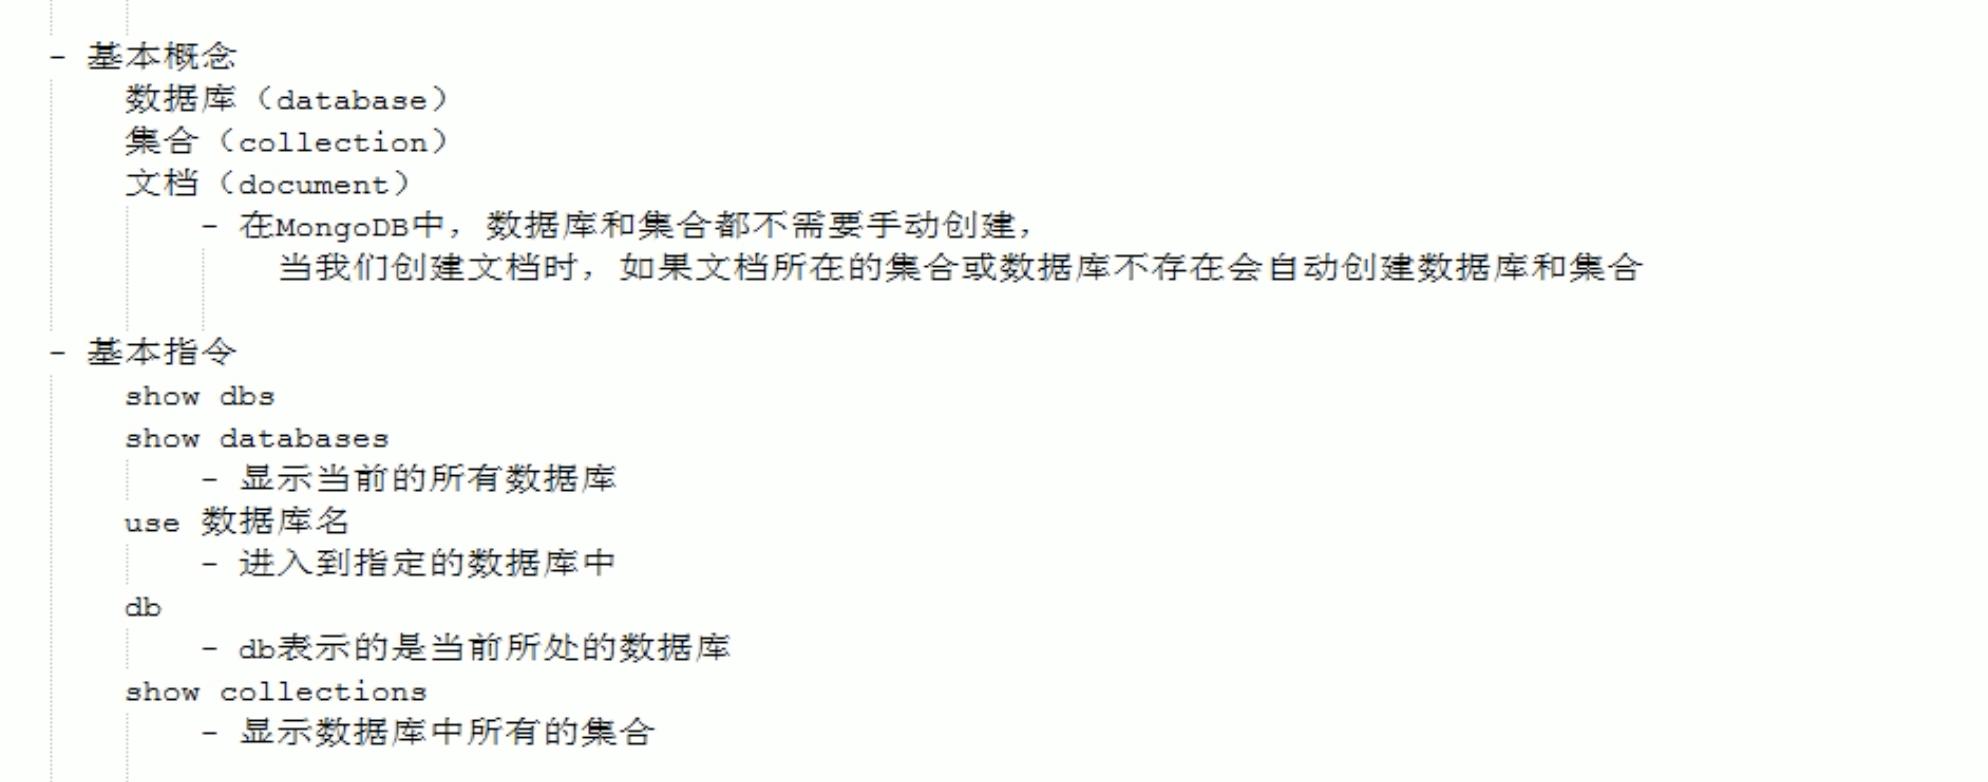 - 基本概念
数据库（database）
集合（collection）
文档（document）
- 在MongoDB中，数据库和集合都不需要手动创建，
当我们创建文档时，如果文档所在的集合或数据库不存在会自动创建数据库和集合
- 基本指令
show dbs
show databases
- 显示当前的所有数据库
use 数据库名
- 进入到指定的数据库中
db
- db表示的是当前所处的数据库
show collections
- 显示数据库中所有的集合